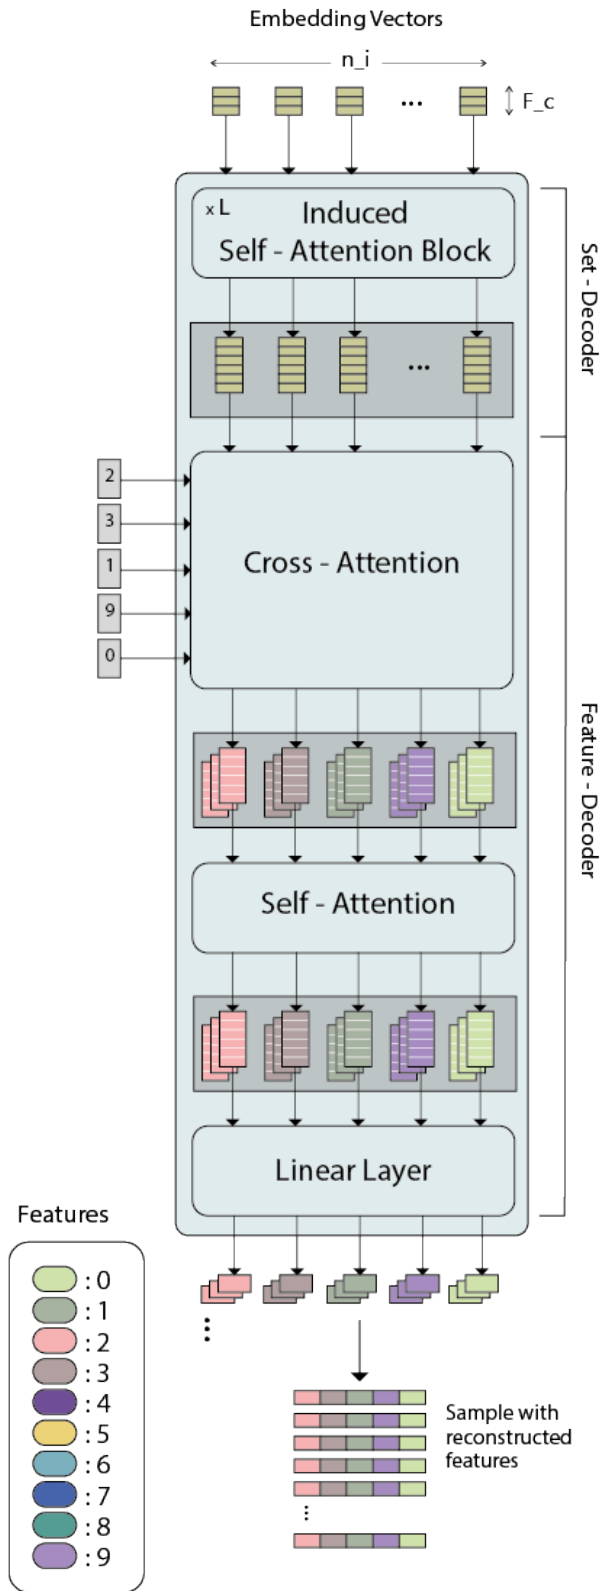 Embedding Vectors
n_i
...
F_c
x L
Induced
Self - Attention Block
Set - Decoder
...
2
3
1
9
0
Cross - Attention
Feature - Decoder
Self - Attention
Linear Layer
Features
: 0
: 1
: 2
: 3
: 4
: 5
: 6
: 7
: 8
: 9
Sample with
reconstructed
features